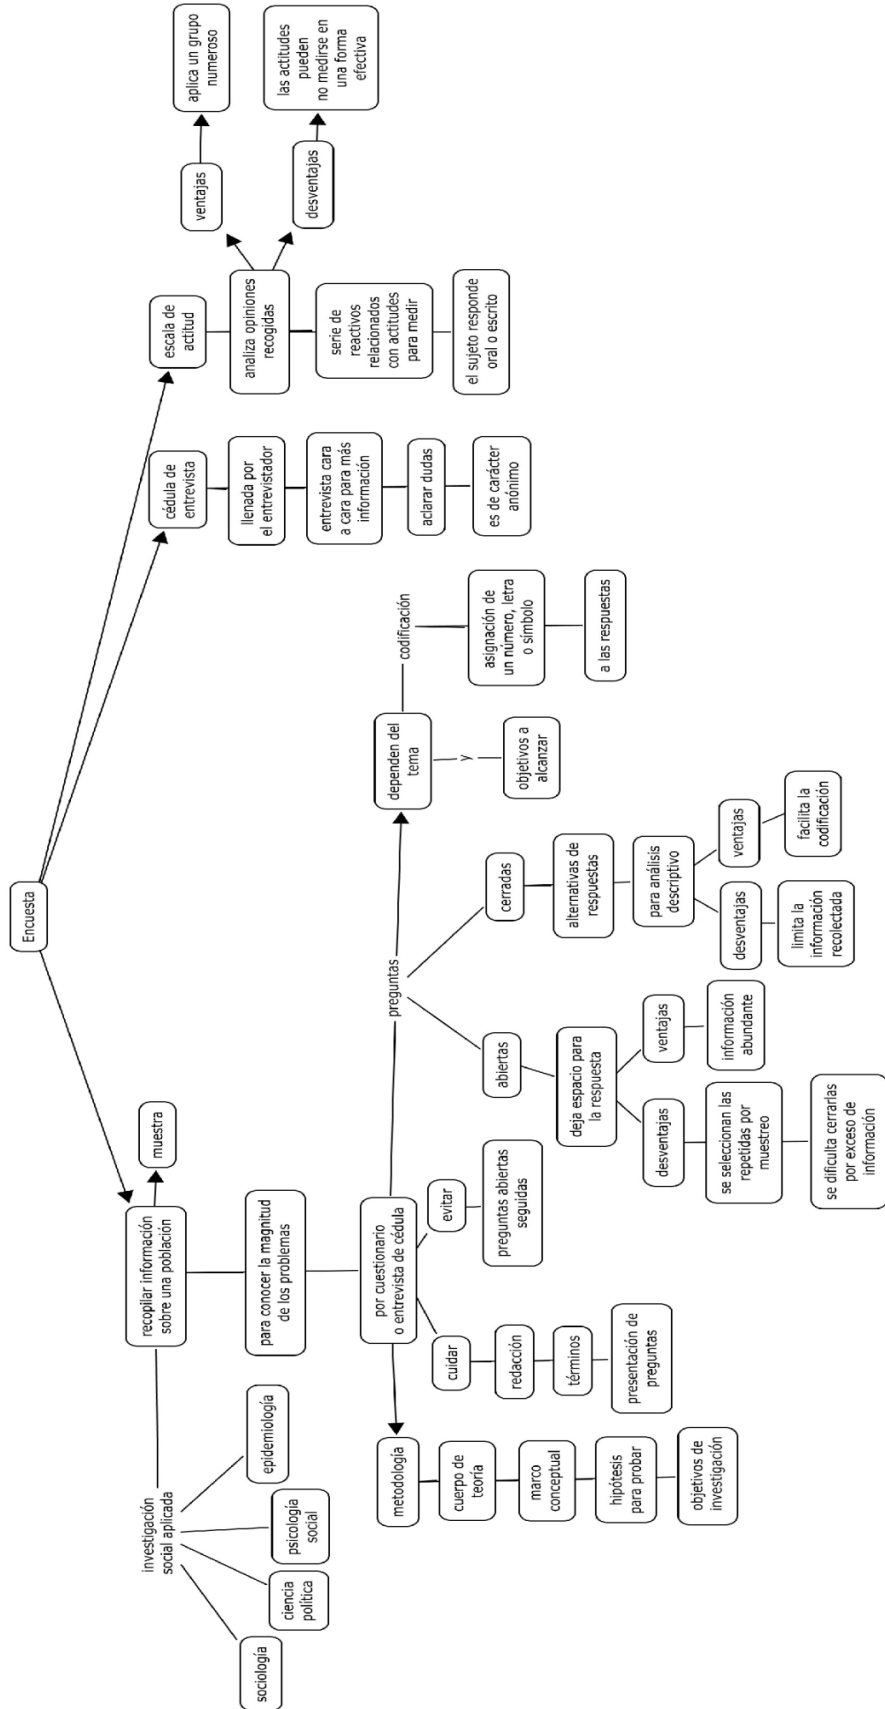 Encuesta
recopilar información
sobre una población
muestra
investigación
social aplicada
sociología
ciencia
política
psicología
social
epidemiología
para conocer la magnitud
de los problemas
por cuestionario
o entrevista de cédula
metodología
cuerpo de
teoría
marco
conceptual
hipótesis
para probar
objetivos de
investigación
cuidar
redacción
términos
presentación de
preguntas
evitar
preguntas abiertas
seguidas
preguntas
abiertas
deja espacio para
la respuesta
desventajas
se seleccionan las
repetidas por
muestreo
se dificulta cerrarlas
por exceso de
información
ventajas
información
abundante
cerradas
alternativas de
respuestas
para análisis
descriptivo
desventajas
limita la
información
recolectada
ventajas
facilita la
codificación
dependen del
tema
y
objetivos a
alcanzar
codificación
asignación de
un número, letra
o símbolo
a las respuestas
cédula de
entrevista
llenada por
el entrevistador
entrevista cara
a cara para más
información
aclarar dudas
es de carácter
anónimo
escala de
actitud
analiza opiniones
recogidas
serie de
reactivos
relacionados
con actitudes
para medir
el sujeto responde
oral o escrito
ventajas
aplica un grupo
numeroso
desventajas
las actitudes
pueden
no medirse en
una forma
efectiva